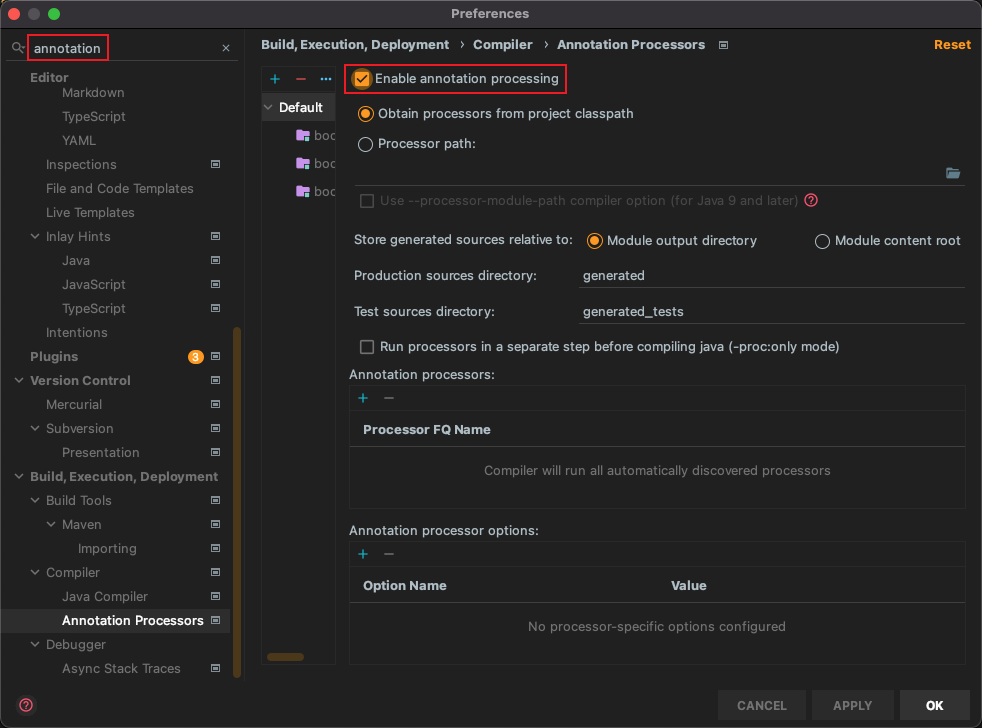 Preferences
annotation
Editor
Markdown
TypeScript
YAML
Inspections
File and Code Templates
Live Templates
Inlay Hints
Java
JavaScript
TypeScript
Intentions
Plugins 3
Version Control
Mercurial
Subversion
Presentation
Build, Execution, Deployment
Build Tools
Maven
Importing
Compiler
Java Compiler
Annotation Processors
Debugger
Async Stack Traces
Build, Execution, Deployment › Compiler › Annotation Processors
Reset
Default
Enable annotation processing
Obtain processors from project classpath
Processor path:
Use --processor-module-path compiler option (for Java 9 and later)
Store generated sources relative to: Module output directory Module content root
Production sources directory: generated
Test sources directory: generated_tests
Run processors in a separate step before compiling java (-proc:only mode)
Annotation processors:
Processor FQ Name
Compiler will run all automatically discovered processors
Annotation processor options:
Option Name Value
No processor-specific options configured
CANCEL APPLY OK